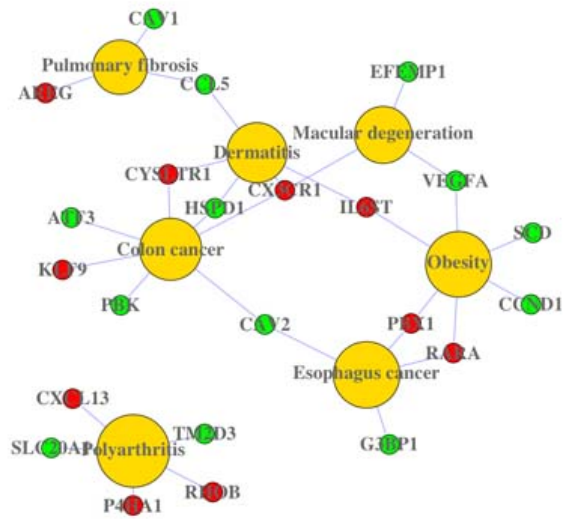 CAV1
Pulmonary fibrosis
EFEMP1
CCL5
AREG
Macular degeneration
Dermatitis
CYSLTR1
VEGFA
CX3CR1
HSPD1
IL6ST
ATF3
SCD
Colon cancer
Obesity
KLF9
PBK
CCND1
CAV2
PBX1
RARA
Esophagus cancer
CXCL13
TM2D3
G3BP1
SLC20A1
Polyarthritis
RHOB
P4HA1